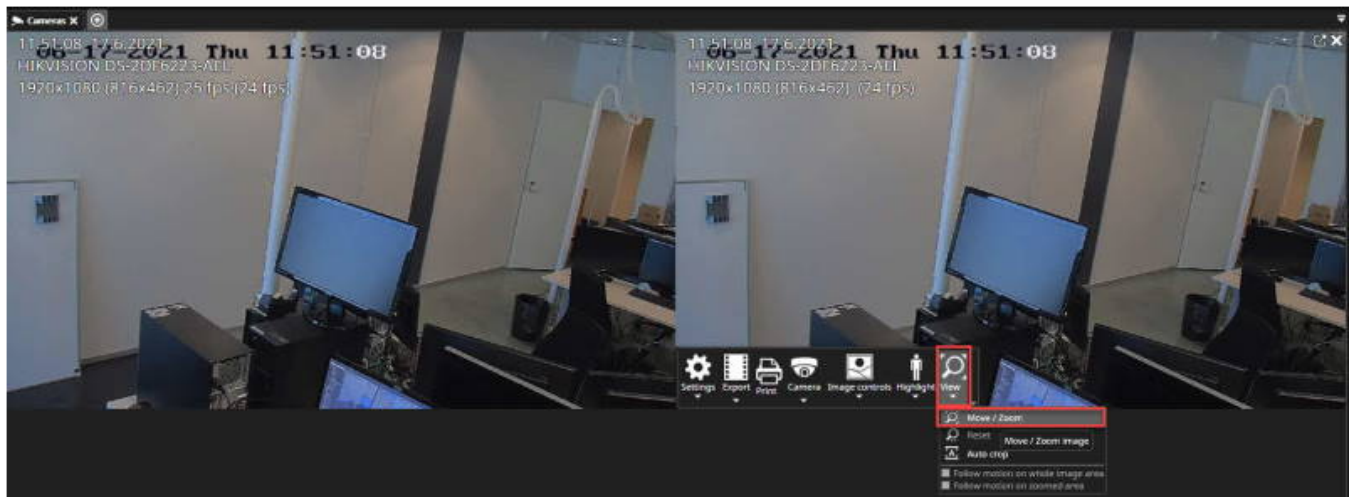 Cameras X
11.51.08 17.6.2021
06-17-2021 Thu 11:51:08
HIKVISION DS-2DF6223-AEL
1920x1080 (816x462) 25 fps (24 fps)
11.51.08 17.6.2021
06-17-2021 Thu 11:51:08
HIKVISION DS-2DF6223-AEL
1920x1080 (816x462) (24 fps)
Settings Export Print Camera Image controls Highlight View
Move / Zoom
Reset
Move / Zoom image
Auto crop
Follow motion on whole image area
Follow motion on zoomed area